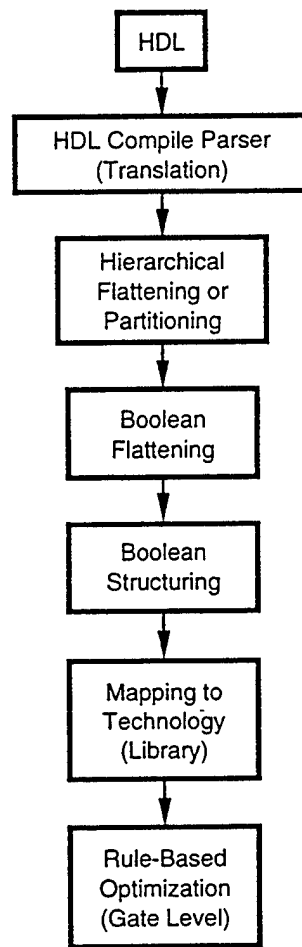 HDL
HDL Compile Parser
(Translation)
Hierarchical
Flattening or
Partitioning
Boolean
Flattening
Boolean
Structuring
Mapping to
Technology
(Library)
Rule-Based
Optimization
(Gate Level)